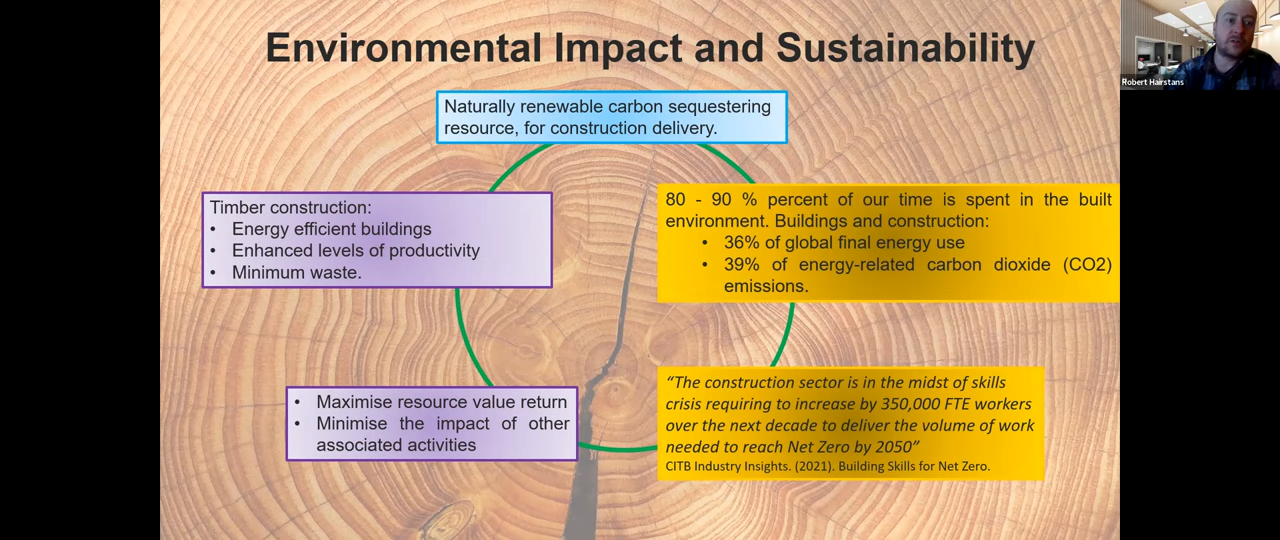 Environmental Impact and Sustainability
Robert Hairstans
Naturally renewable carbon sequestering
resource, for construction delivery.
80 - 90 % percent of our time is spent in the built
environment. Buildings and construction:
• 36% of global final energy use
• 39% of energy-related carbon dioxide (CO2)
emissions.
Timber construction:
• Energy efficient buildings
• Enhanced levels of productivity
• Minimum waste.
• Maximise resource value return
• Minimise the impact of other
associated activities
“The construction sector is in the midst of skills
crisis requiring to increase by 350,000 FTE workers
over the next decade to deliver the volume of work
needed to reach Net Zero by 2050”
CITB Industry Insights. (2021). Building Skills for Net Zero.